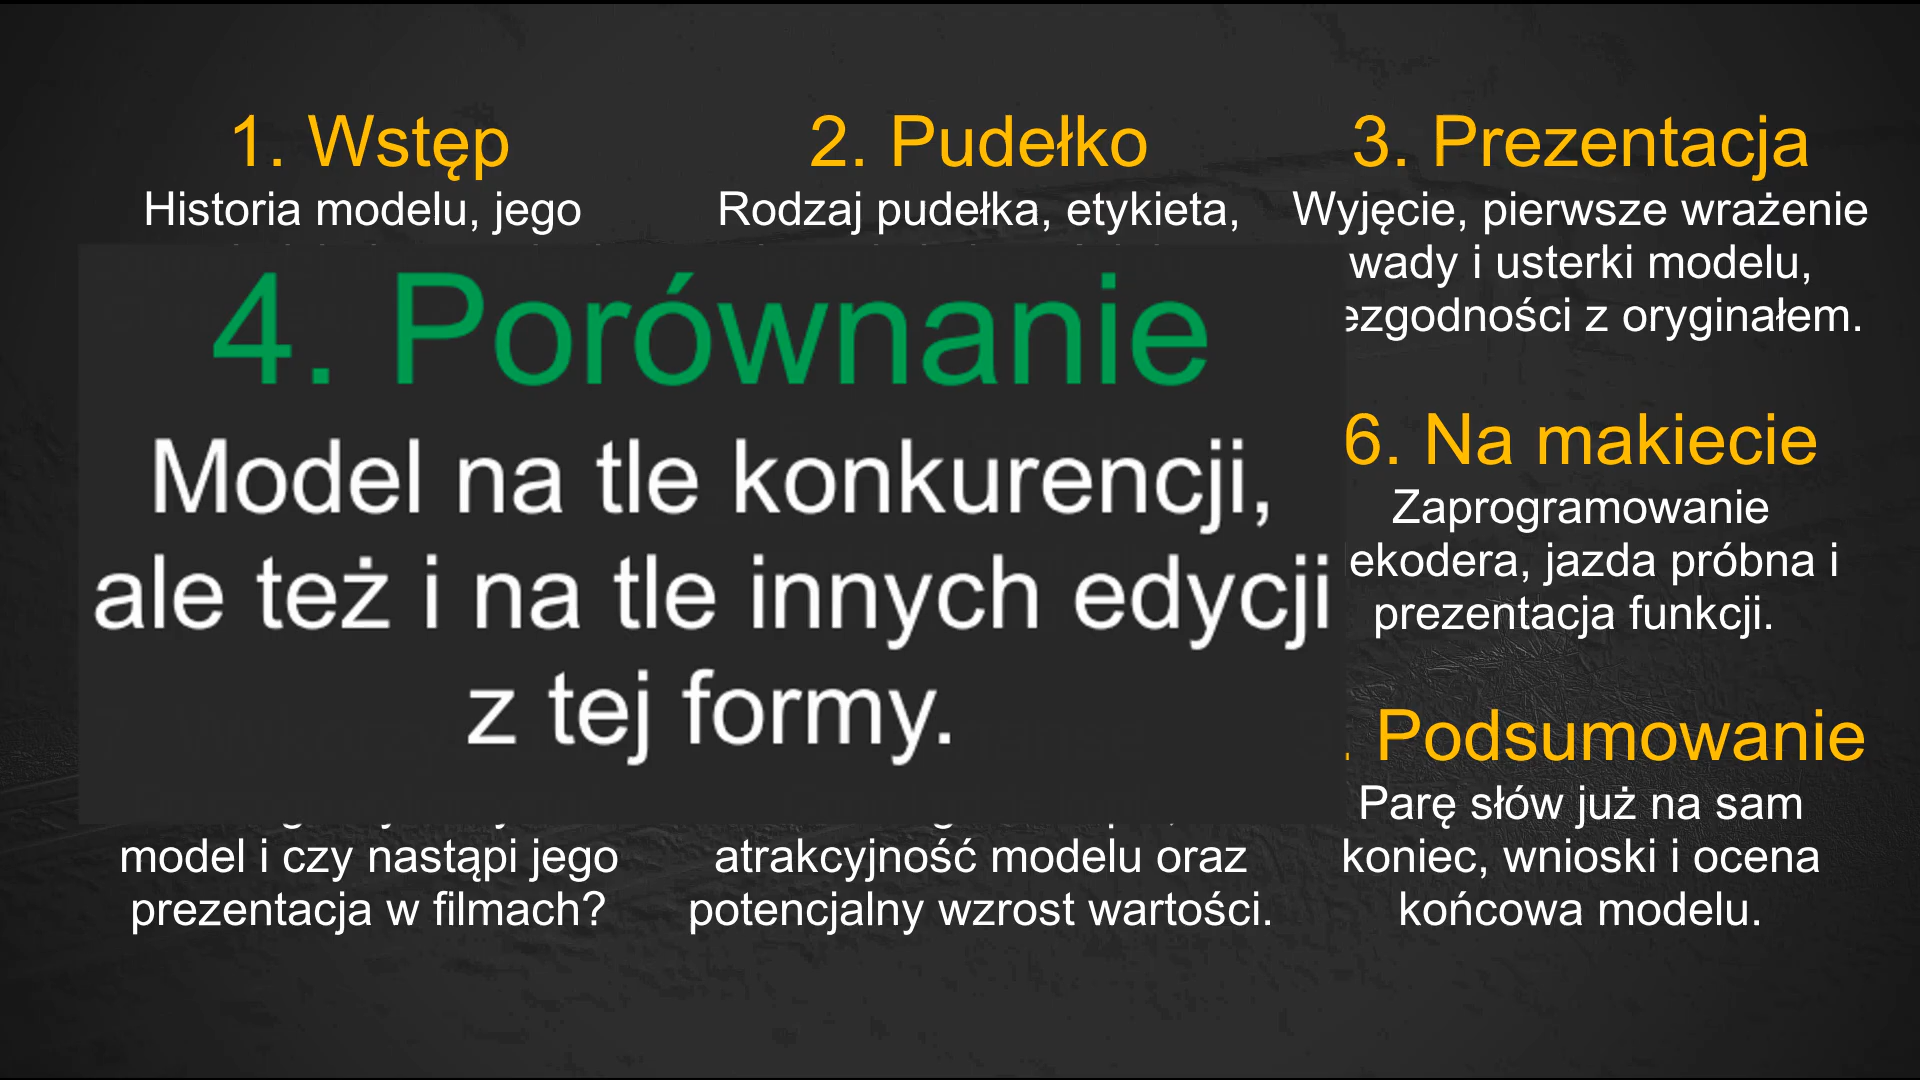 1. Wstęp
Historia modelu, jego
2. Pudełko
Rodzaj pudełka, etykieta,
3. Prezentacja
Wyjęcie, pierwsze wrażenie
wady i usterki modelu,
ezgodności z oryginałem.
4. Porównanie
Model na tle konkurencji,
ale też i na tle innych edycji
z tej formy.
6. Na makiecie
Zaprogramowanie
ekodera, jazda próbna i
prezentacja funkcji.
model i czy nastąpi jego
prezentacja w filmach?
atrakcyjność modelu oraz
potencjalny wzrost wartości.
. Podsumowanie
Parę słów już na sam
koniec, wnioski i ocena
końcowa modelu.